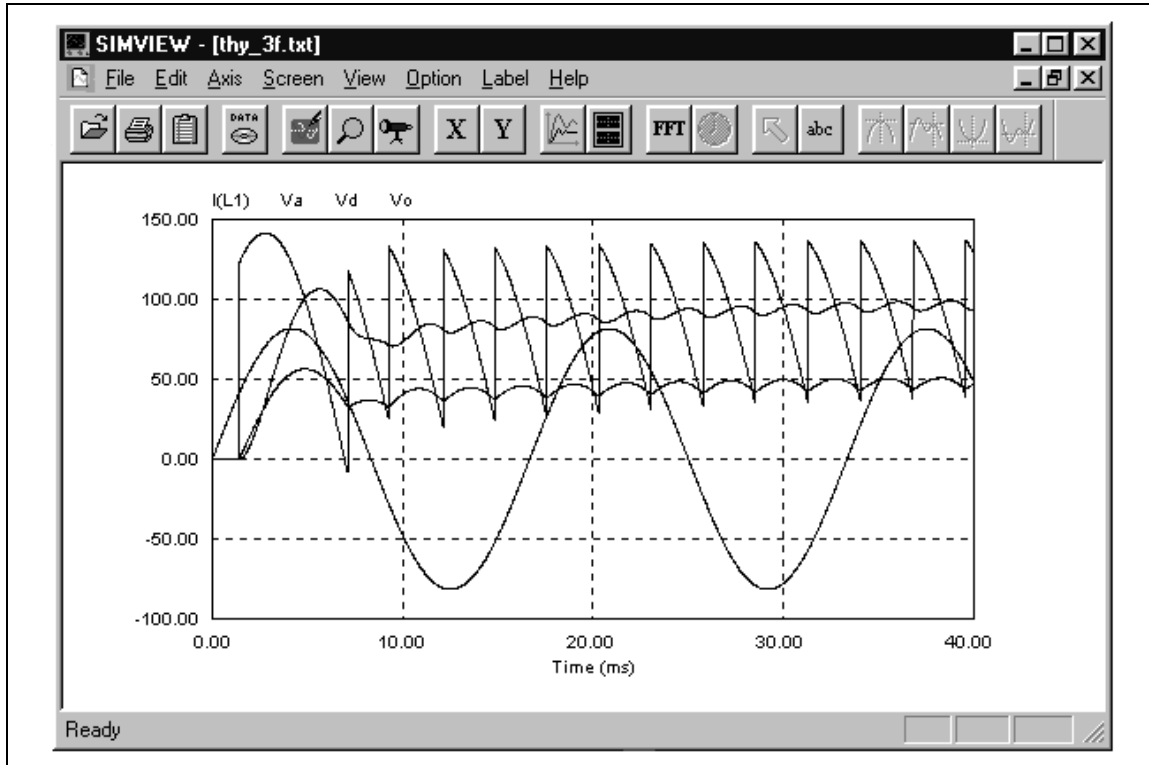 SIMVIEW - [thy_3f.txt]
File Edit Axis Screen View Option Label Help
DATA X Y FFT abc
I(L1) Va Vd Vo
150.00
100.00
50.00
0.00
-50.00
-100.00
0.00 10.00 20.00 30.00 40.00
Time (ms)
Ready